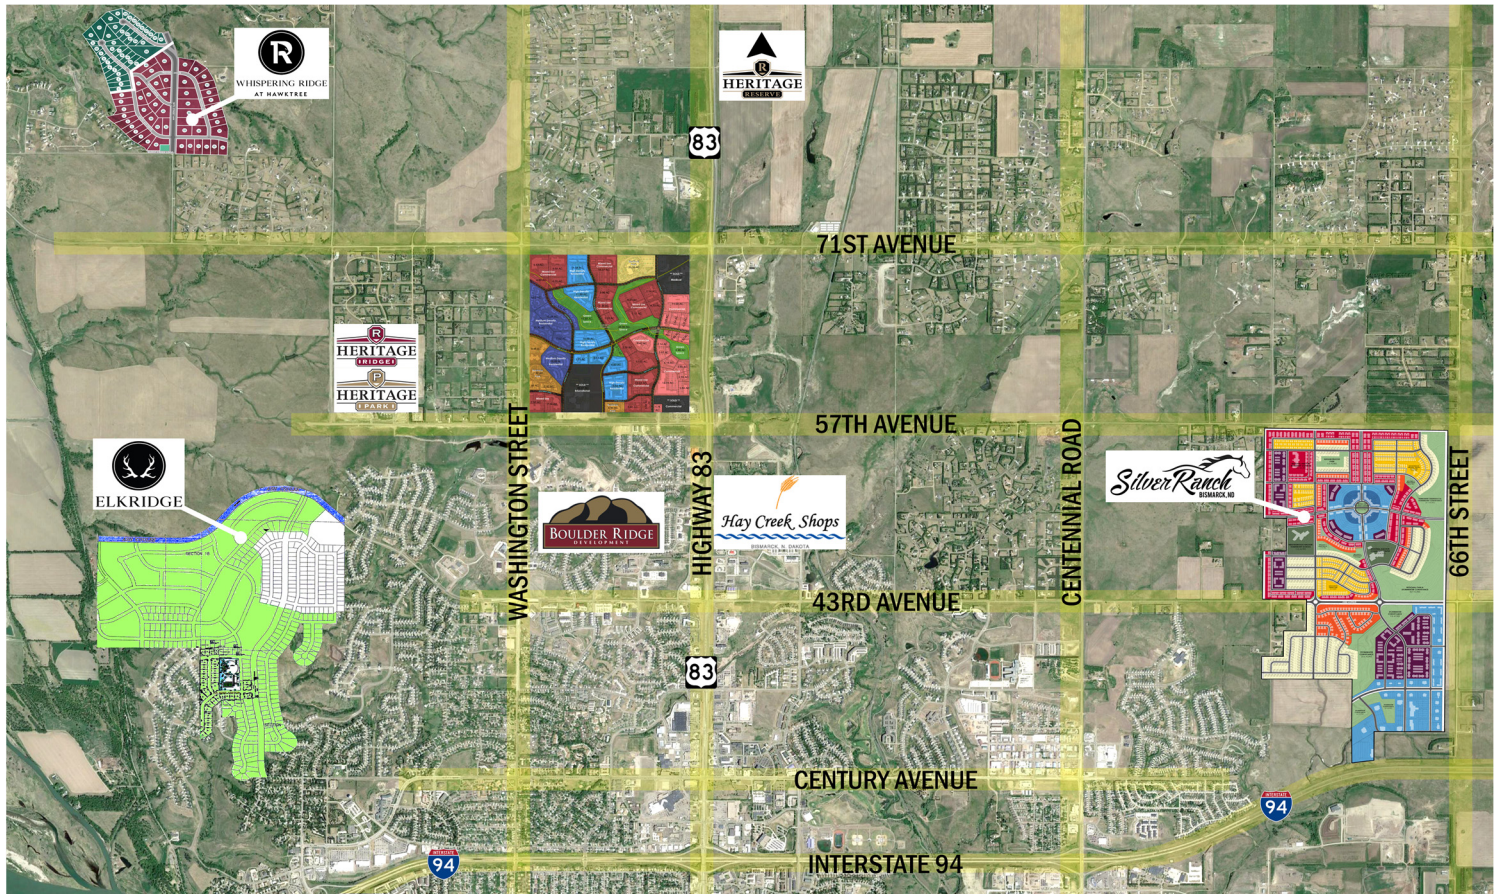 R
WHISPERING RIDGE
AT HAWKTREE
R
HERITAGE
RESERVE
83
71ST AVENUE
R
HERITAGE
RIDGE
P
HERITAGE
PARK
57TH AVENUE
WASHINGTON STREET
HIGHWAY 83
CENTENNIAL ROAD
66TH STREET
ELKRIDGE
SECTION 18
BOULDER RIDGE
DEVELOPMENT
Hay Creek Shops
BISMARCK, N. DAKOTA
Silver Ranch
BISMARCK, ND
43RD AVENUE
83
CENTURY AVENUE
INTERSTATE
94
INTERSTATE
94
INTERSTATE 94